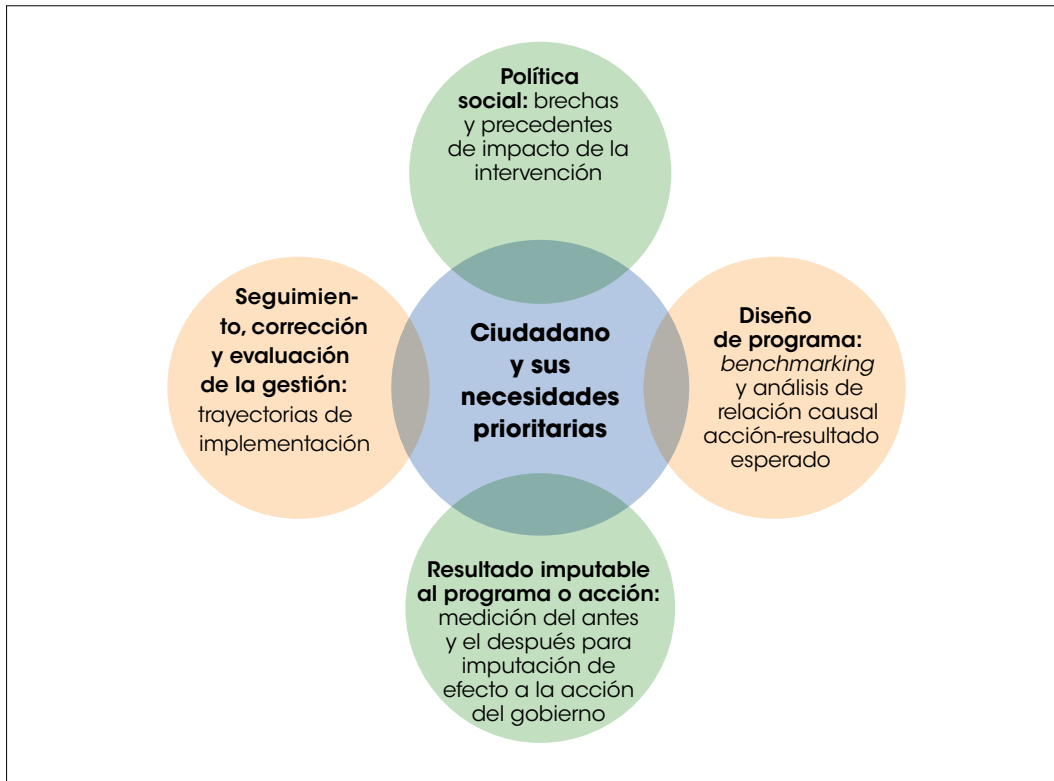 Política
social: brechas
y precedentes
de impacto de la
intervención
Seguimien-
to, corrección
y evaluación
de la gestión:
trayectorias de
implementación
Ciudadano
y sus
necesidades
prioritarias
Diseño
de programa:
benchmarking
y análisis de
relación causal
acción-resultado
esperado
Resultado imputable
al programa o acción:
medición del antes
y el después para
imputación de
efecto a la acción
del gobierno